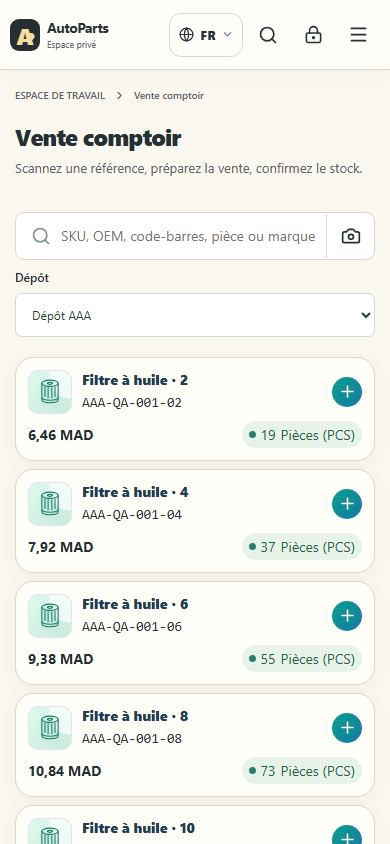 AutoParts
Espace privé
FR
ESPACE DE TRAVAIL > Vente comptoir
Vente comptoir
Scannez une référence, préparez la vente, confirmez le stock.
SKU, OEM, code-barres, pièce ou marque
Dépôt
Dépôt AAA
Filtre à huile · 2
AAA-QA-001-02
6,46 MAD
19 Pièces (PCS)
Filtre à huile · 4
AAA-QA-001-04
7,92 MAD
37 Pièces (PCS)
Filtre à huile · 6
AAA-QA-001-06
9,38 MAD
55 Pièces (PCS)
Filtre à huile · 8
AAA-QA-001-08
10,84 MAD
73 Pièces (PCS)
Filtre à huile · 10